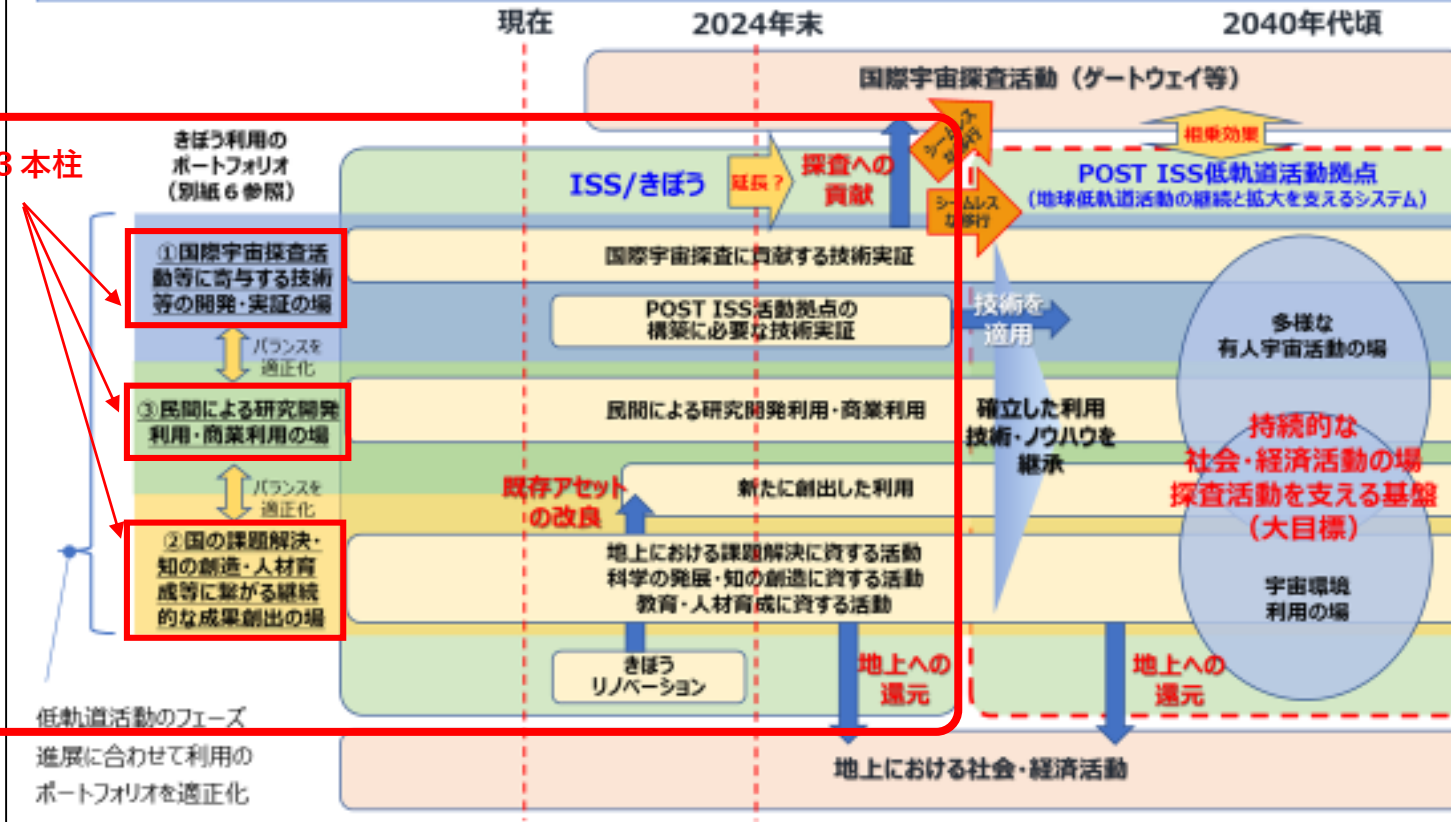 現在
2024年末
2040年代頃
国際宇宙探査活動（ゲートウェイ等）
３本柱
きぼう利用の
ポートフォリオ
（別紙６参照）
ISS/きぼう
延長？
探査への
貢献
シームレス
な移行
シームレス
な移行
相乗効果
POST ISS低軌道活動拠点
（地球低軌道活動の継続と拡大を支えるシステム）
①国際宇宙探査活
動等に寄与する技術
等の開発・実証の場
国際宇宙探査に貢献する技術実証
POST ISS活動拠点の
構築に必要な技術実証
技術を
適用
多様な
有人宇宙活動の場
バランスを
適正化
③民間による研究開発
利用・商業利用の場
民間による研究開発利用・商業利用
確立した利用
技術・ノウハウを
継承
持続的な
社会・経済活動の場
探査活動を支える基盤
（大目標）
バランスを
適正化
既存アセット
の改良
新たに創出した利用
②国の課題解決・
知の創造・人材育
成等に繋がる継続
的な成果創出の場
地上における課題解決に資する活動
科学の発展・知の創造に資する活動
教育・人材育成に資する活動
宇宙環境
利用の場
きぼう
リノベーション
地上への
還元
地上への
還元
低軌道活動のフェーズ
進展に合わせて利用の
ポートフォリオを適正化
地上における社会・経済活動